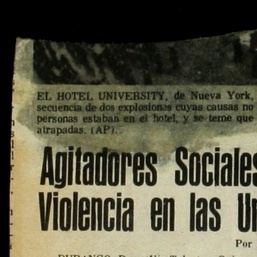 EL HOTEL UNIVERSITY, de Nueva York,
secuencia de dos explosiones cuyas causas no
personas estaban en el hotel, y se teme que
atrapadas. (AP).
Agitadores Sociales
Violencia en las
Por
DURANGO,